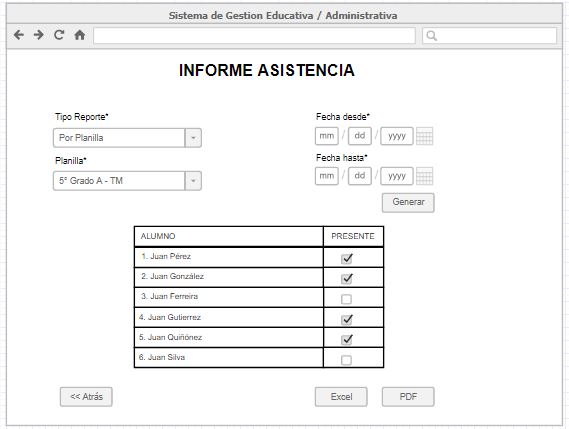 Sistema de Gestion Educativa / Administrativa
INFORME ASISTENCIA
Tipo Reporte*
Por Planilla
Planilla*
5° Grado A - TM
Fecha desde*
mm / dd / yyyy
Fecha hasta*
mm / dd / yyyy
Generar
ALUMNO PRESENTE
1. Juan Pérez
2. Juan González
3. Juan Ferreira
4. Juan Gutierrez
5. Juan Quiñónez
6. Juan Silva
<< Atrás
Excel
PDF